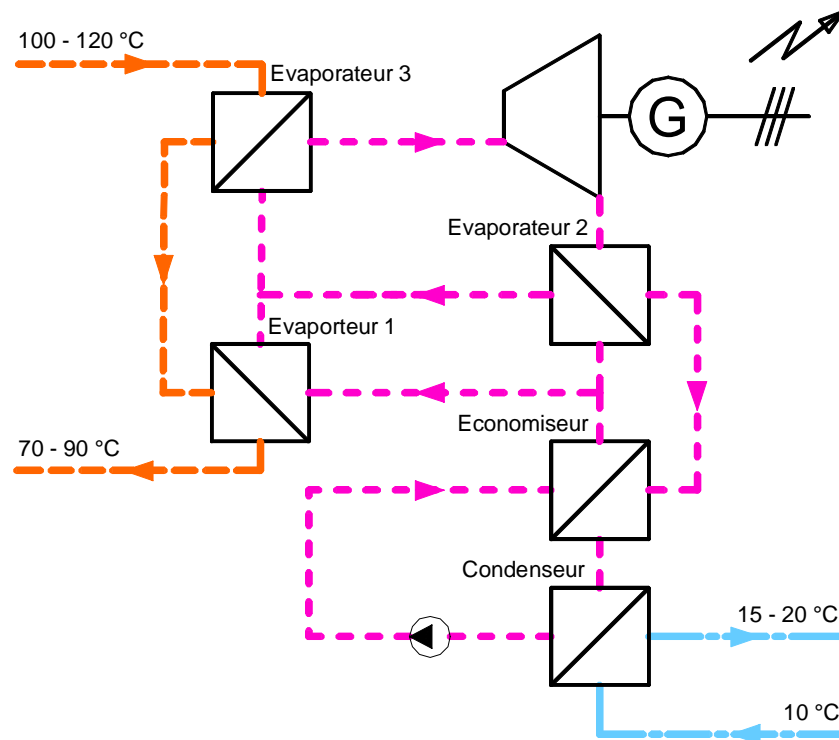 100 - 120 °C
Evaporateur 3
G
Evaporateur 2
Evaporteur 1
Economiseur
70 - 90 °C
Condenseur
15 - 20 °C
10 °C